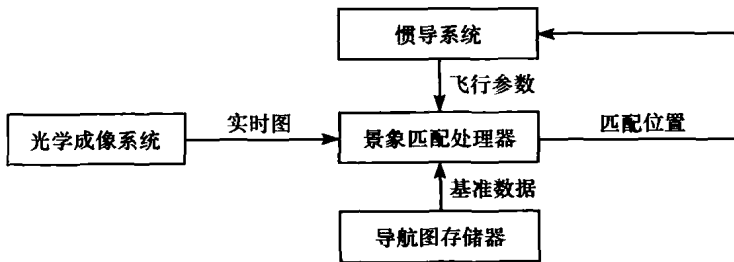 惯导系统
飞行参数
光学成像系统
实时图
景象匹配处理器
匹配位置
基准数据
导航图存储器